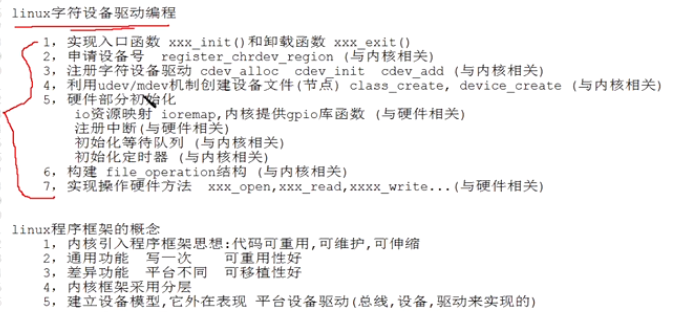 linux字符设备驱动编程
1，实现入口函数 xxx_init()和卸载函数 xxx_exit()
2，申请设备号 register_chrdev_region (与内核相关)
3，注册字符设备驱动 cdev_alloc cdev_init cdev_add (与内核相关)
4，利用udev/mdev机制创建设备文件(节点) class_create, device_create (与内核相关)
5，硬件部分初始化
io资源映射 ioremap,内核提供gpio库函数 (与硬件相关)
注册中断(与硬件相关)
初始化等待队列 (与内核相关)
初始化定时器 (与内核相关)
6，构建 file_operation结构 (与内核相关)
7，实现操作硬件方法 xxx_open,xxx_read,xxxx_write...(与硬件相关)
linux程序框架的概念
1，内核引入程序框架思想:代码可重用,可维护,可伸缩
2，通用功能 写一次 可重用性好
3，差异功能 平台不同 可移植性好
4，内核框架采用分层
5，建立设备模型,它外在表现 平台设备驱动(总线,设备,驱动来实现的)